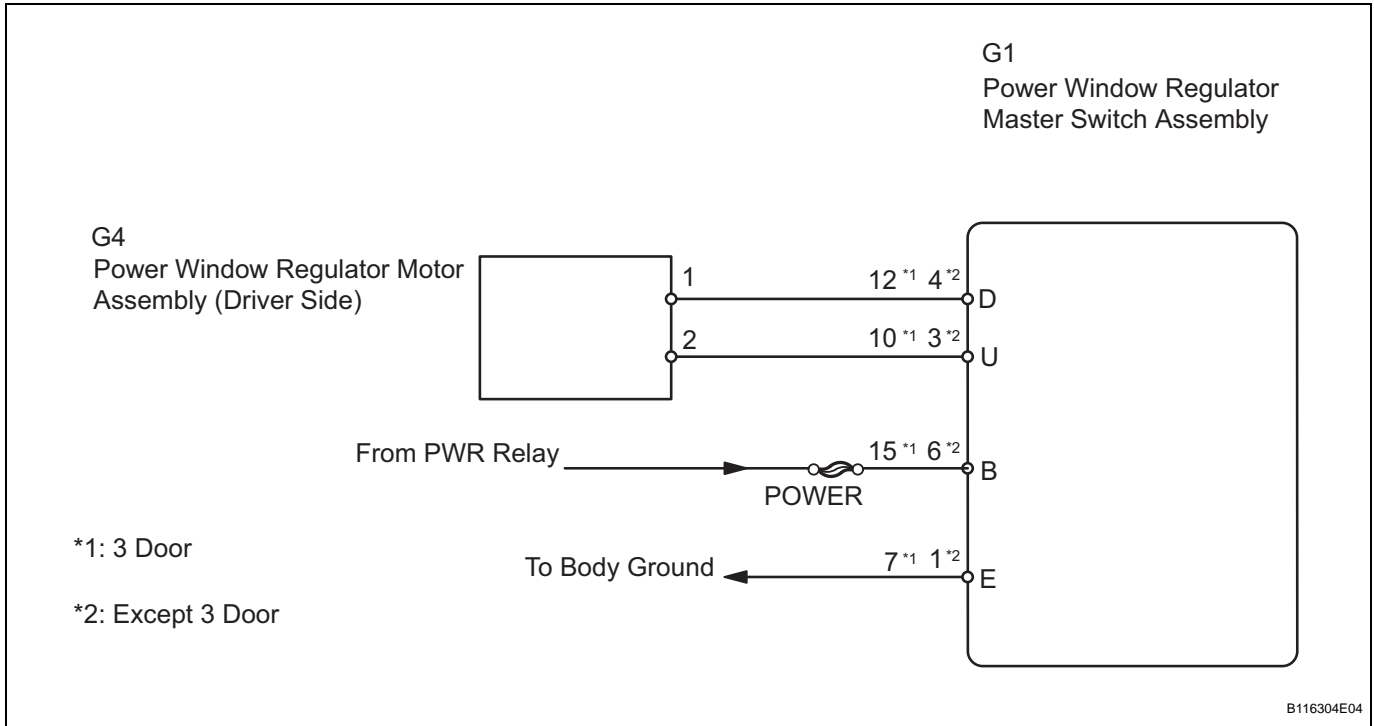 G1
Power Window Regulator
Master Switch Assembly
G4
Power Window Regulator Motor
Assembly (Driver Side)
1
12 *1 4 *2
D
2
10 *1 3 *2
U
From PWR Relay
15 *1 6 *2
B
POWER
*1: 3 Door
To Body Ground
7 *1 1 *2
E
*2: Except 3 Door
B116304E04